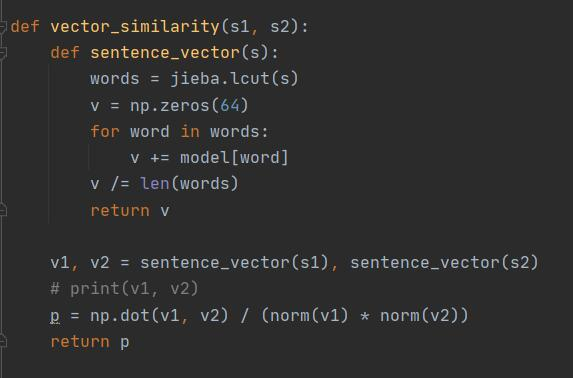 def vector_similarity(s1, s2):
    def sentence_vector(s):
        words = jieba.lcut(s)
        v = np.zeros(64)
        for word in words:
            v += model[word]
        v /= len(words)
        return v

    v1, v2 = sentence_vector(s1), sentence_vector(s2)
    # print(v1, v2)
    p = np.dot(v1, v2) / (norm(v1) * norm(v2))
    return p